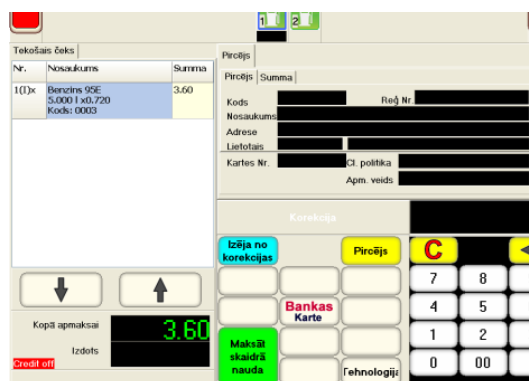 1 2
Tekošais čeks
Pircējs
Nr. Nosaukums Summa
Pircējs Summa
1(I)x Benzins 95E 3.60
5.000 l x0.720
Kods: 0003
Kods Reģ Nr
Nosaukums
Adrese
Lietotais
Kartes Nr. Cl. politika
Apm. veids
Korekcija
Izēja no
korekcijas
Pircējs
C
7 8
Bankas
Karte
4 5
Kopā apmaksai 3.60
1 2
Maksāt
skaidrā
nauda
Izdots
Credit off
Tehnoloģija
0 00